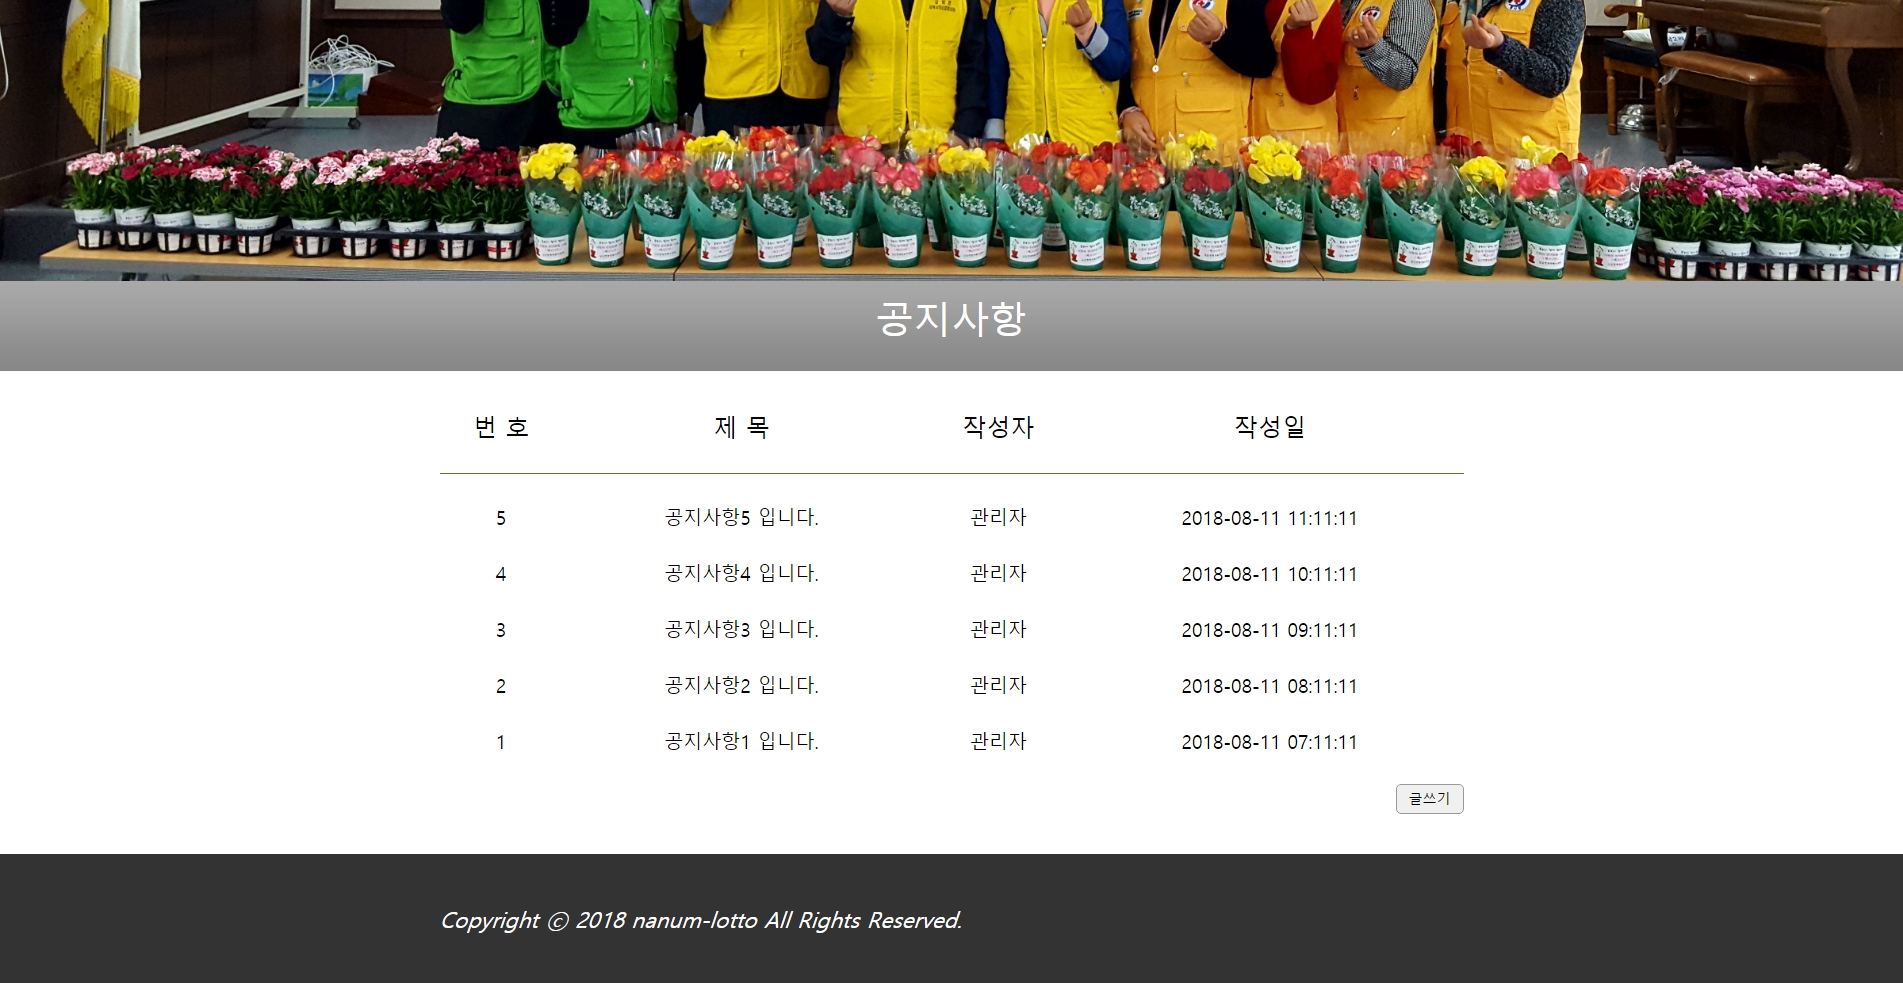 공지사항
번 호 제 목 작성자 작성일
5 공지사항5 입니다. 관리자 2018-08-11 11:11:11
4 공지사항4 입니다. 관리자 2018-08-11 10:11:11
3 공지사항3 입니다. 관리자 2018-08-11 09:11:11
2 공지사항2 입니다. 관리자 2018-08-11 08:11:11
1 공지사항1 입니다. 관리자 2018-08-11 07:11:11
글쓰기
Copyright ⓒ 2018 nanum-lotto All Rights Reserved.